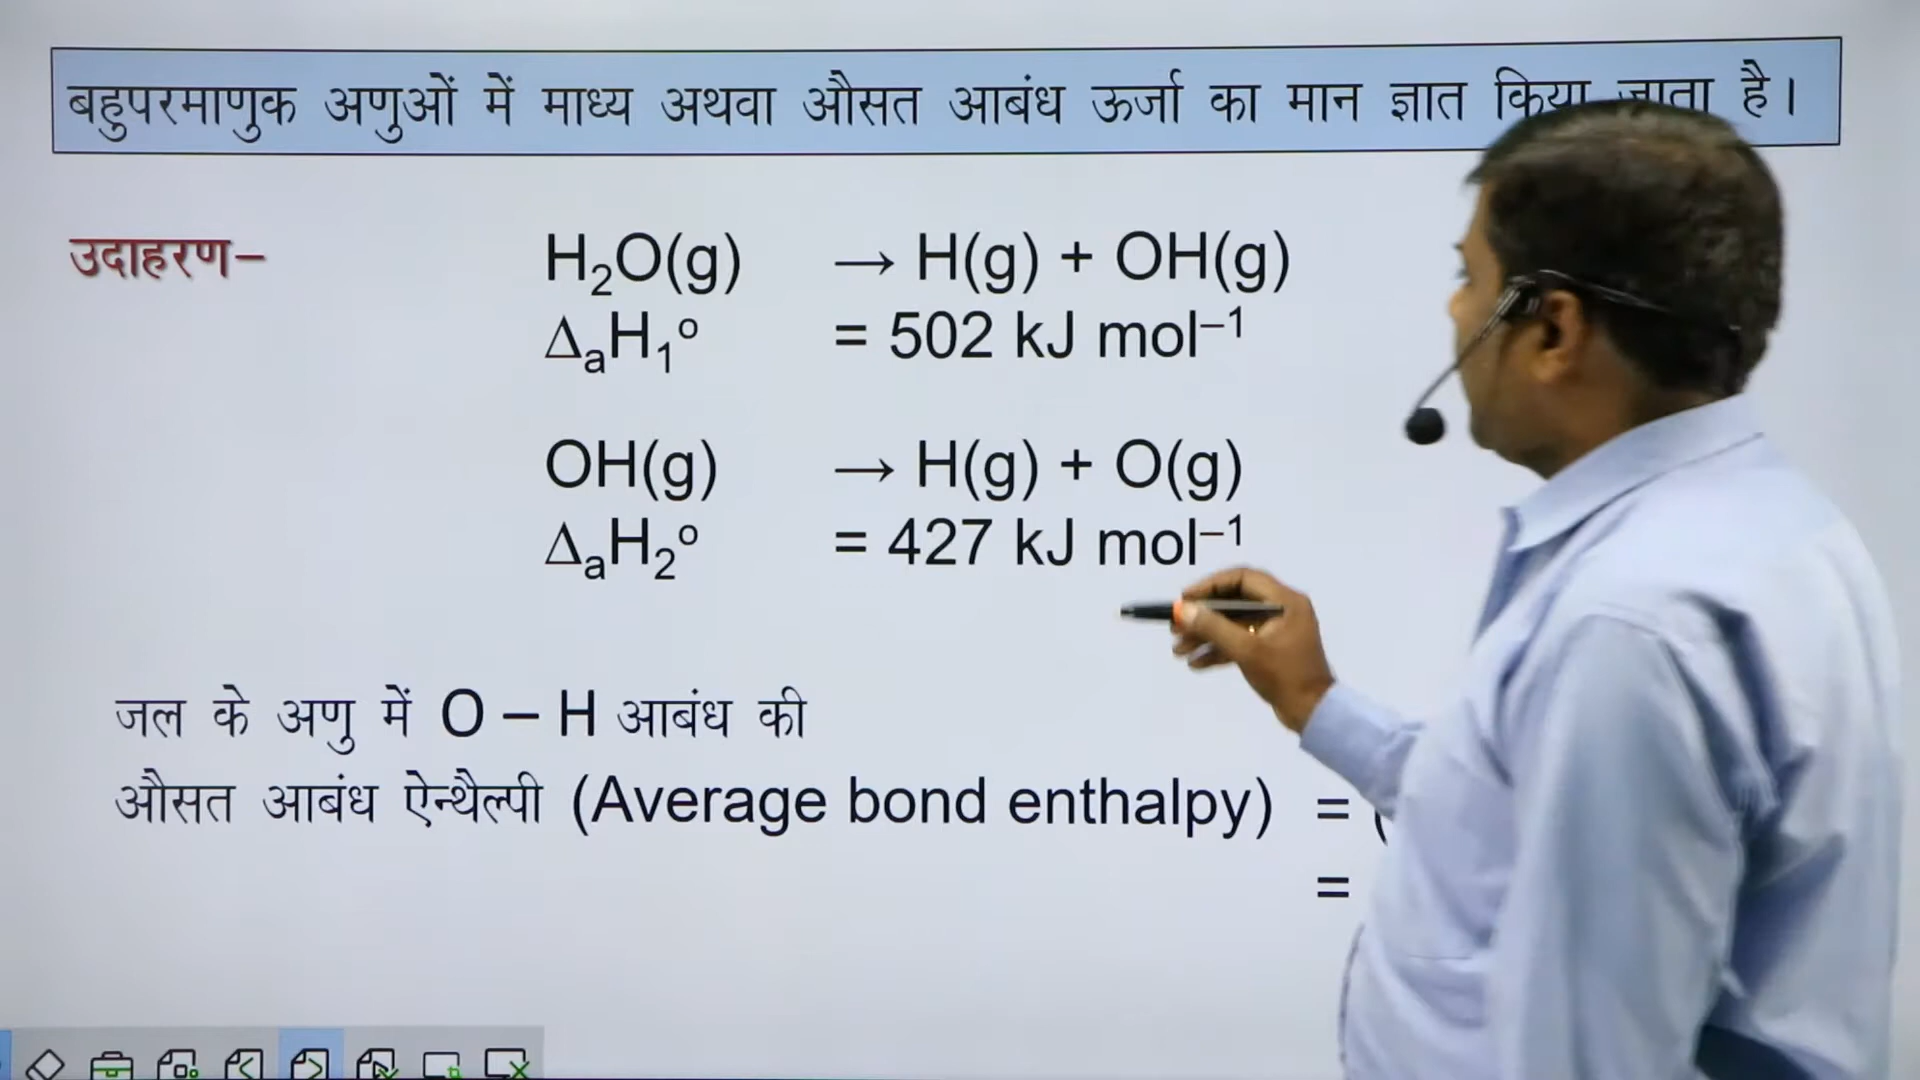 बहुपरमाणुक अणुओं में माध्य अथवा औसत आबंध ऊर्जा का मान ज्ञात किया जाता है।
उदाहरण–
H₂O(g) → H(g) + OH(g)
ΔₐH₁° = 502 kJ mol⁻¹
OH(g) → H(g) + O(g)
ΔₐH₂° = 427 kJ mol⁻¹
जल के अणु में O – H आबंध की
औसत आबंध ऐन्थैल्पी (Average bond enthalpy) = (
=